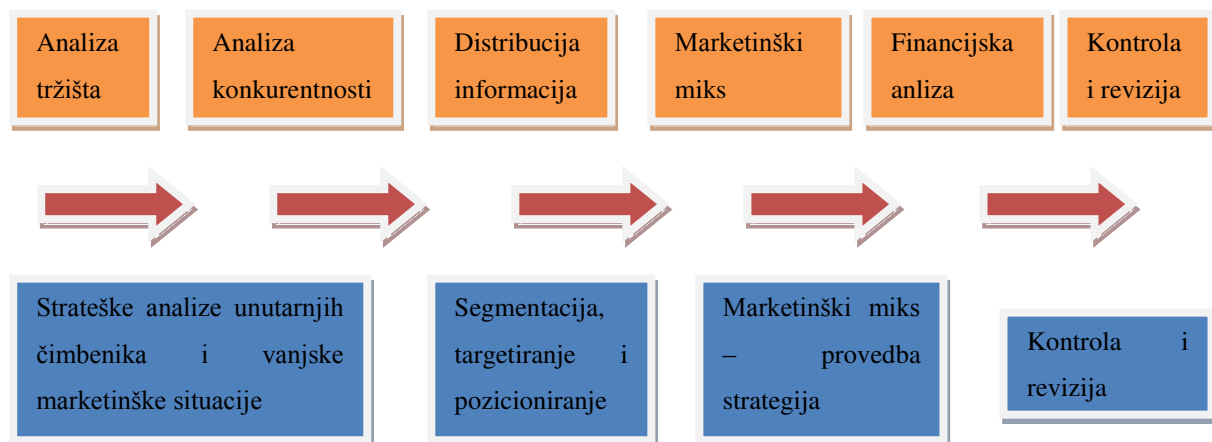 Analiza
tržišta
Analiza
konkurentnosti
Distribucija
informacija
Marketinški
miks
Financijska
anliza
Kontrola
i revizija
Strateške analize unutarnjih
čimbenika i vanjske
marketinške situacije
Segmentacija,
targetiranje i
pozicioniranje
Marketinški miks
– provedba
strategija
Kontrola i
revizija